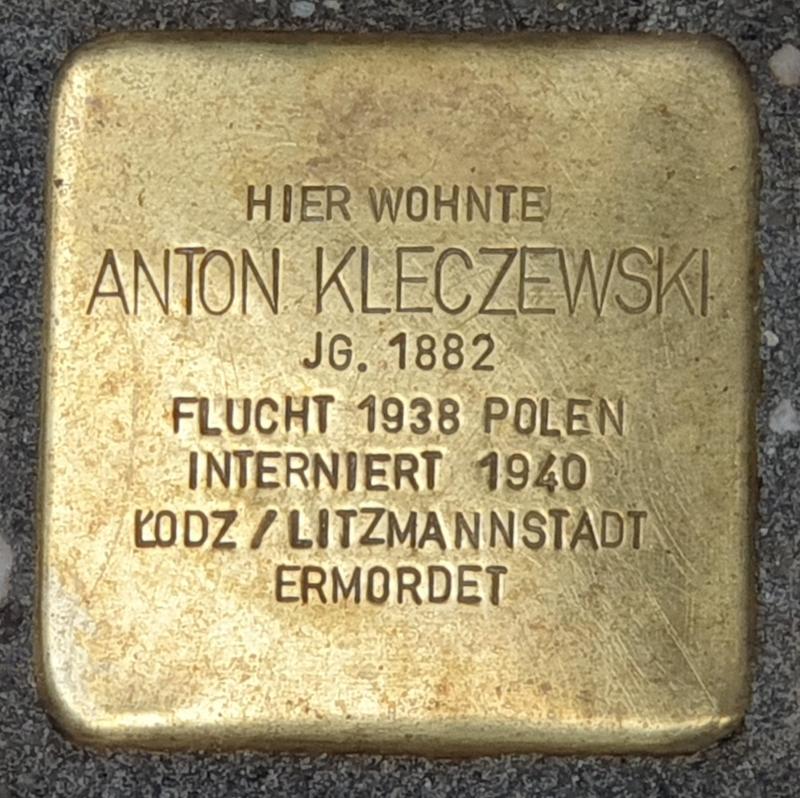 HIER WOHNTE
ANTON KLECZEWSKI
JG. 1882
FLUCHT 1938 POLEN
INTERNIERT 1940
ŁODZ / LITZMANNSTADT
ERMORDET